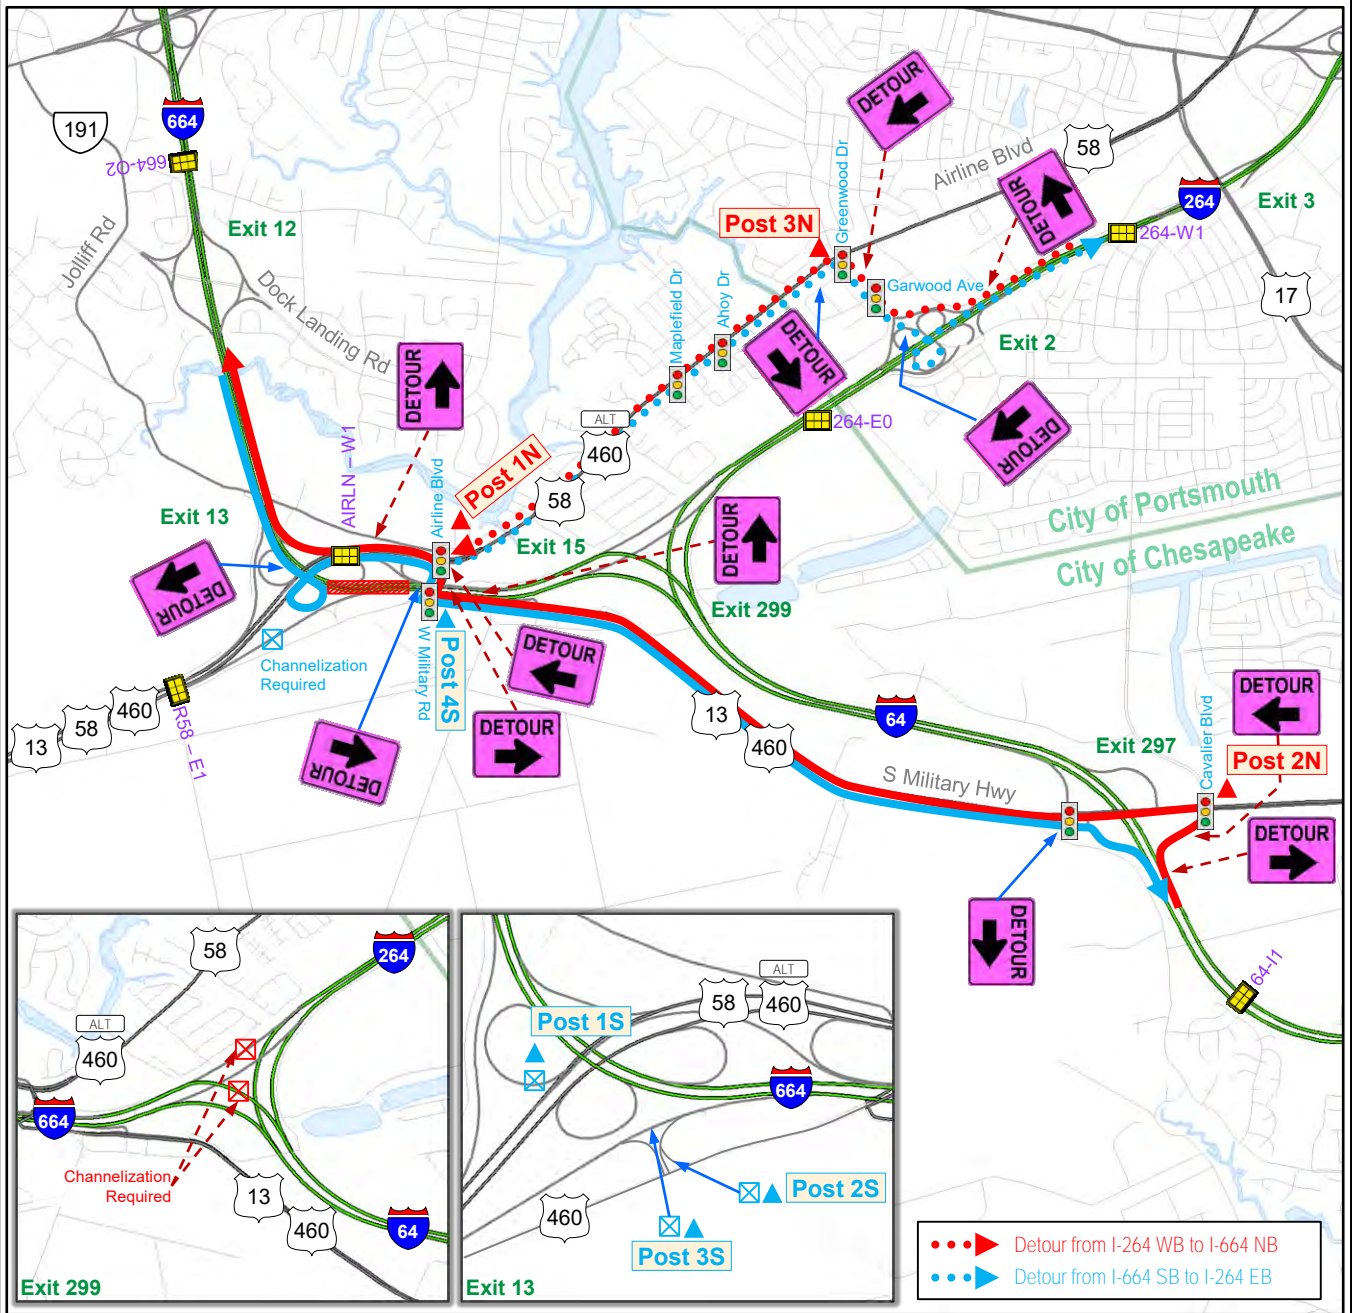 664
191
664-O2
Exit 12
Jolliff Rd
Dock Landing Rd
DETOUR
Greenwood Dr
Airline Blvd
58
DETOUR
264
Exit 3
Post 3N
264-W1
17
Maplefield Dr
Ahoy Dr
Garwood Ave
Exit 2
DETOUR
DETOUR
264-E0
DETOUR
ALT
460
58
AIRLN – W1
Airline Blvd
Post 1N
Exit 13
Exit 15
DETOUR
City of Portsmouth
City of Chesapeake
DETOUR
Exit 299
Channelization
Required
W Military Rd
Post 4S
DETOUR
DETOUR
DETOUR
R58 – E1
460
58
13
13
460
64
Exit 297
Cavalier Blvd
DETOUR
Post 2N
S Military Hwy
DETOUR
DETOUR
64-I1
58
264
ALT
460
664
Channelization
Required
13
460
64
Exit 299
ALT
58
460
Post 1S
664
Post 2S
460
Post 3S
Exit 13
Detour from I-264 WB to I-664 NB
Detour from I-664 SB to I-264 EB